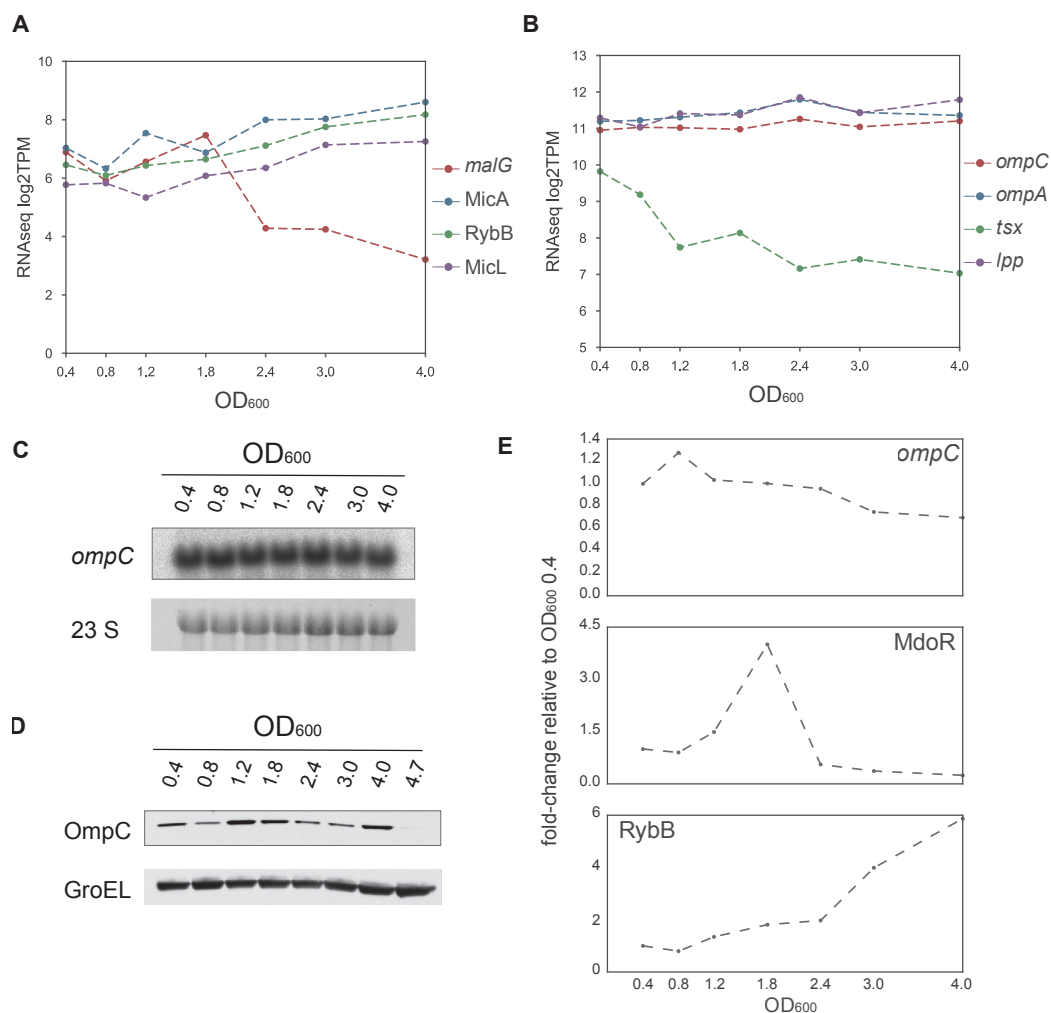 A
RNAseq log2TPM
10
8
6
4
2
0
0.4 0.8 1.2 1.8 2.4 3.0 4.0
OD600
malG
MicA
RybB
MicL
B
RNAseq log2TPM
13
12
11
10
9
8
7
6
5
0.4 0.8 1.2 1.8 2.4 3.0 4.0
OD600
ompC
ompA
tsx
lpp
C
OD600
0.4 0.8 1.2 1.8 2.4 3.0 4.0
ompC
23 S
D
OD600
0.4 0.8 1.2 1.8 2.4 3.0 4.0 4.7
OmpC
GroEL
E
fold-change relative to OD600 0.4
ompC
1.4
1.2
1.0
0.8
0.6
0.4
0.2
0.0
MdoR
4.5
3.0
1.5
0.0
RybB
6
4
2
0
0.4 0.8 1.2 1.8 2.4 3.0 4.0
OD600